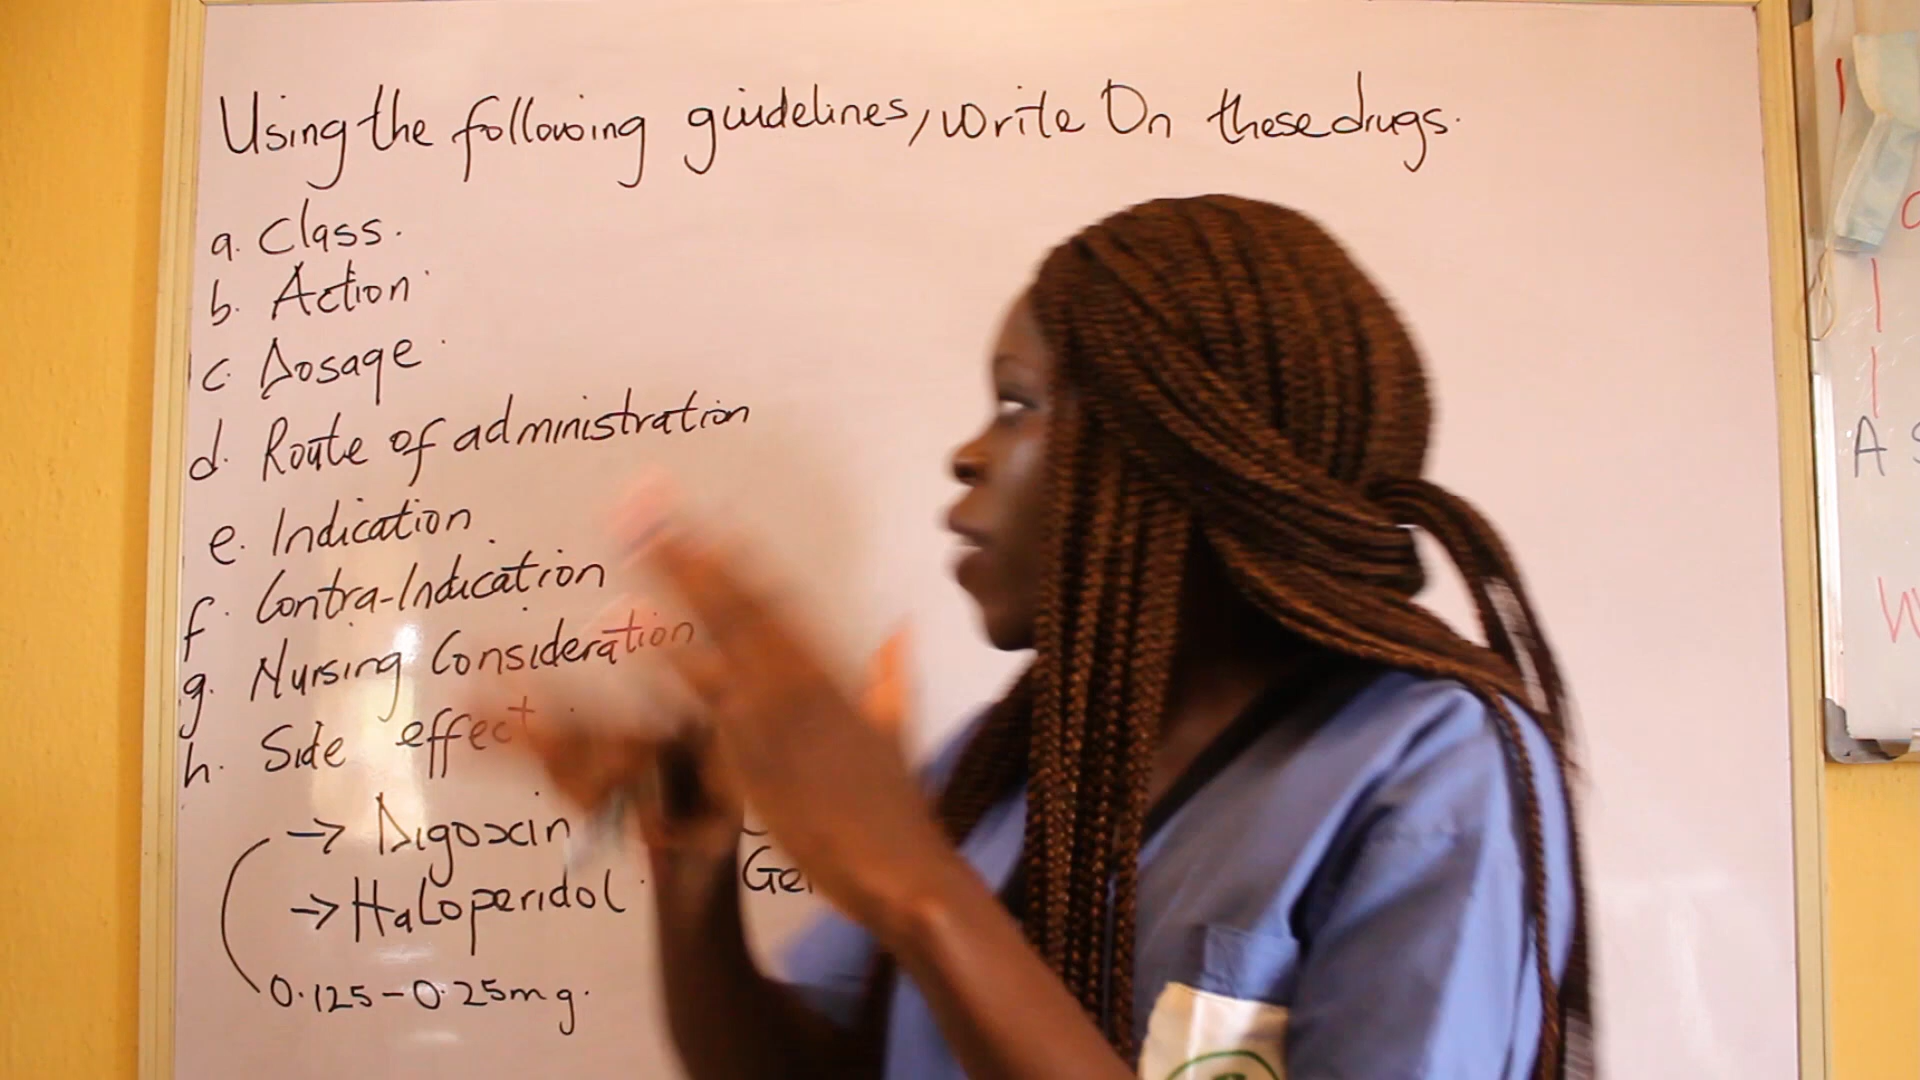 Using the following guidelines, write On these drugs.
a. Class.
b. Action.
c. Dosage.
d. Route of administration
e. Indication
f. Contra-Indication
g. Nursing Consideration
h. Side effect
→ Digoxin
→ Haloperidol.
0.125-0.25mg.